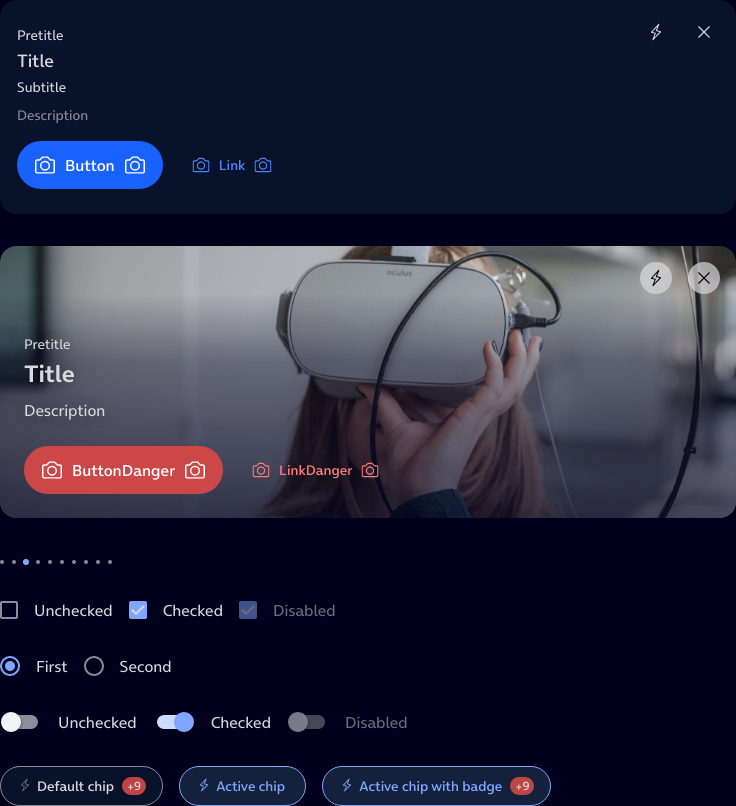 Pretitle
Title
Subtitle
Description
Button
Link
oculus
Pretitle
Title
Description
ButtonDanger
LinkDanger
Unchecked
Checked
Disabled
First
Second
Unchecked
Checked
Disabled
Default chip +9
Active chip
Active chip with badge +9